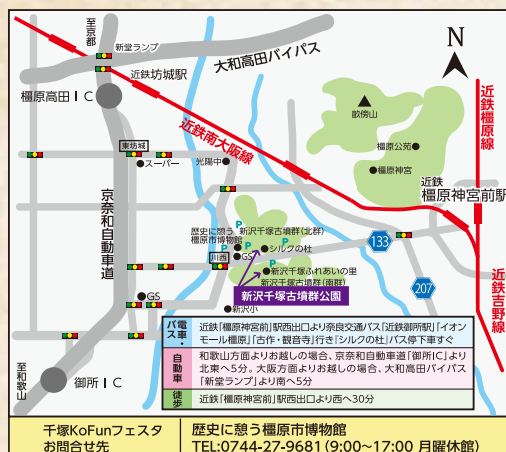 至京都
新堂ランプ
大和高田バイパス
近鉄坊城駅
橿原高田IC
N
近鉄橿原線
畝傍山
近鉄南大阪線
橿原公苑
橿原神宮
東坊城
スーパー
光陽中
近鉄
橿原神宮前駅
京奈和自動車道
歴史に憩う
橿原市博物館
P
新沢千塚古墳群(北群)
P
シルクの杜
P
133
川西
GS
P
新沢千塚ふれあいの里
新沢千塚古墳群(南群)
207
新沢千塚古墳群公園
GS
新沢小
近鉄吉野線
至和歌山
御所IC
電車・バス
近鉄「橿原神宮前」駅西出口より奈良交通バス「近鉄御所駅」「イオン
モール橿原」「古作・観音寺」行き「シルクの杜」バス停下車すぐ
自動車
和歌山方面よりお越しの場合、京奈和自動車道「御所IC」より
北東へ5分。大阪方面よりお越しの場合、大和高田バイパス
「新堂ランプ」より南へ5分
徒歩
近鉄「橿原神宮前」駅西出口より西へ30分
千塚KoFunフェスタ
お問合せ先
歴史に憩う橿原市博物館
TEL:0744-27-9681(9:00~17:00 月曜休館)